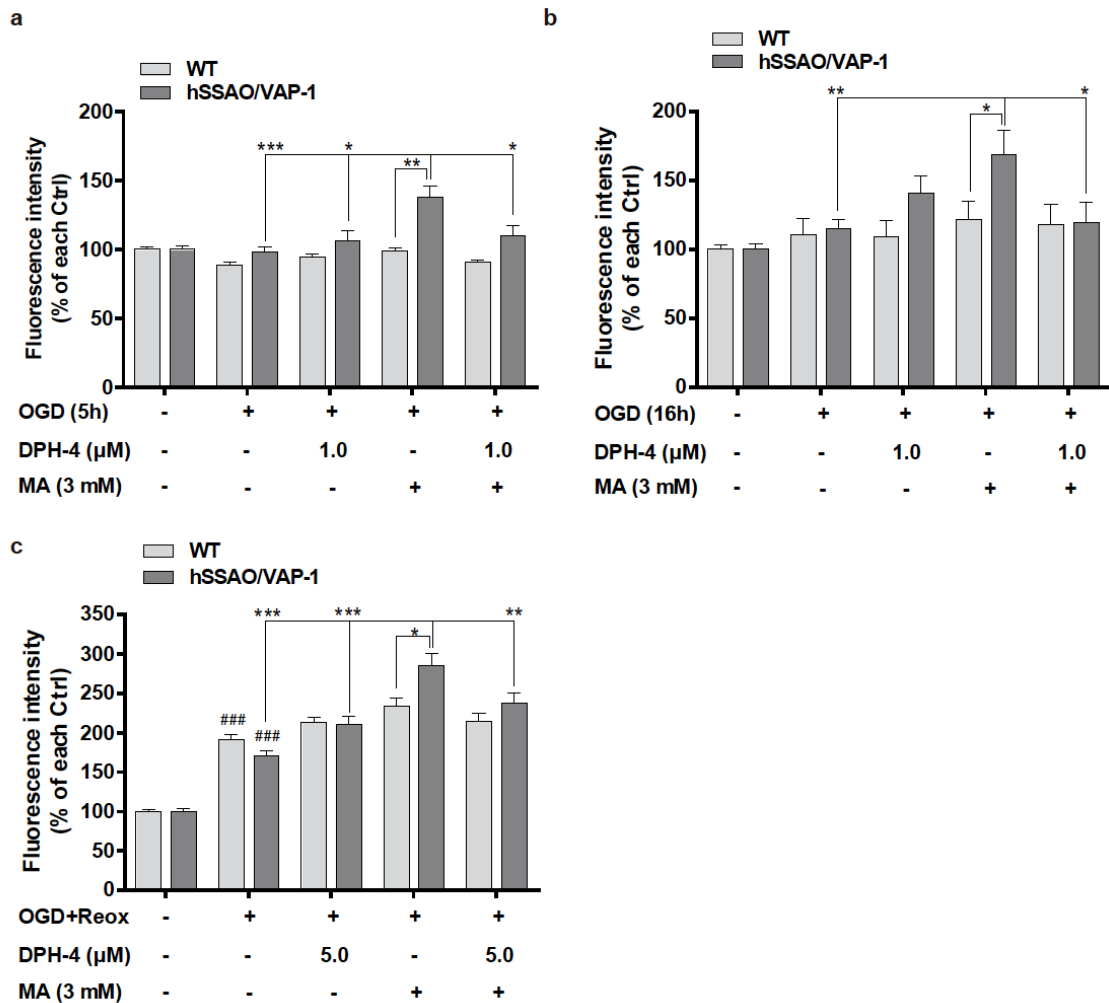 a
WT
hSSAO/VAP-1
Fluorescence intensity
(% of each Ctrl)
200
150
100
50
0
*** * ** *
OGD (5h) - + + + +
DPH-4 (µM) - - 1.0 - 1.0
MA (3 mM) - - - + +
b
WT
hSSAO/VAP-1
Fluorescence intensity
(% of each Ctrl)
200
150
100
50
0
** * *
OGD (16h) - + + + +
DPH-4 (µM) - - 1.0 - 1.0
MA (3 mM) - - - + +
c
WT
hSSAO/VAP-1
Fluorescence intensity
(% of each Ctrl)
350
300
250
200
150
100
50
0
*** *** * **
### ###
OGD+Reox - + + + +
DPH-4 (µM) - - 5.0 - 5.0
MA (3 mM) - - - + +